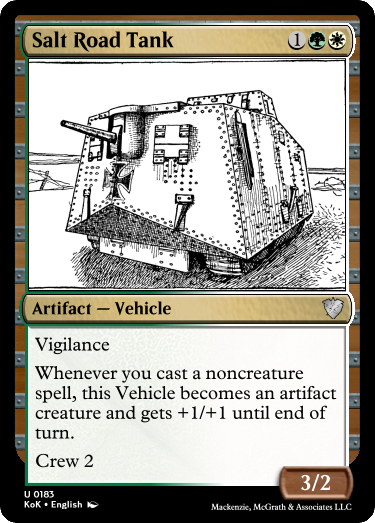 Salt Road Tank 1
Artifact — Vehicle
Vigilance
Whenever you cast a noncreature
spell, this Vehicle becomes an artifact
creature and gets +1/+1 until end of
turn.
Crew 2
3/2
U 0183
KoK • English
Mackenzie, McGrath & Associates LLC